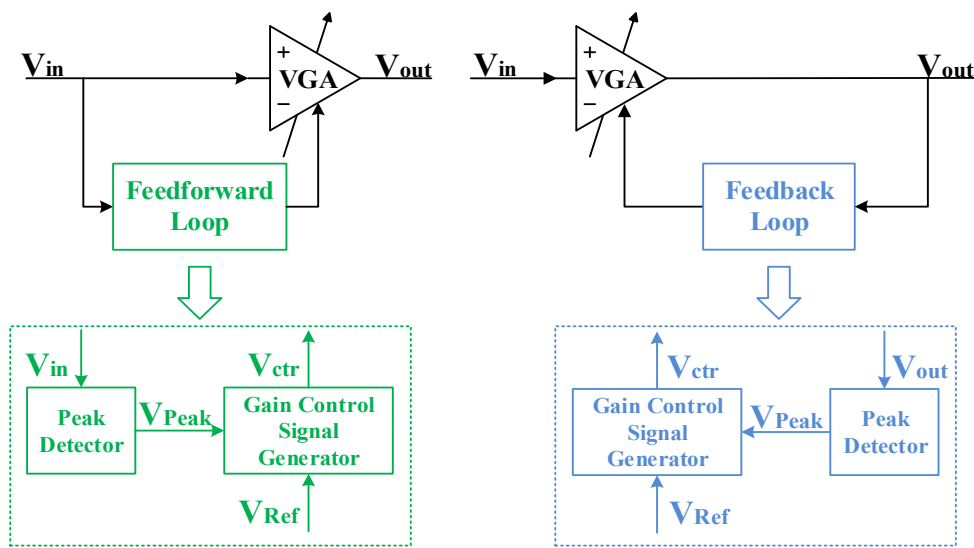 Vin
+
VGA
−
Vout
Feedforward
Loop
Vin
Vctr
Peak
Detector
VPeak
Gain Control
Signal
Generator
VRef
Vin
+
VGA
−
Vout
Feedback
Loop
Vctr
Vout
Gain Control
Signal
Generator
VPeak
Peak
Detector
VRef